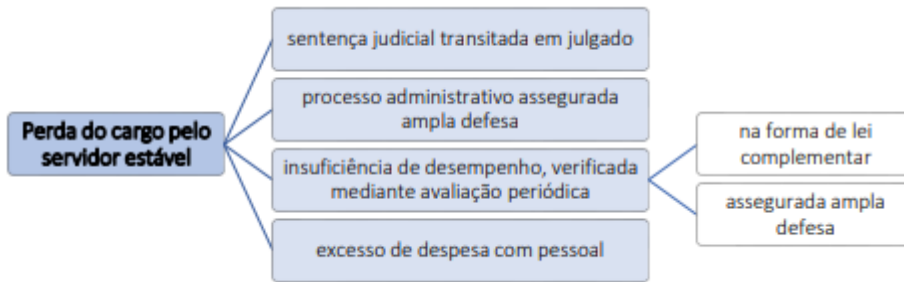 Perda do cargo pelo
servidor estável
sentença judicial transitada em julgado
processo administrativo assegurada
ampla defesa
insuficiência de desempenho, verificada
mediante avaliação periódica
excesso de despesa com pessoal
na forma de lei
complementar
assegurada ampla
defesa